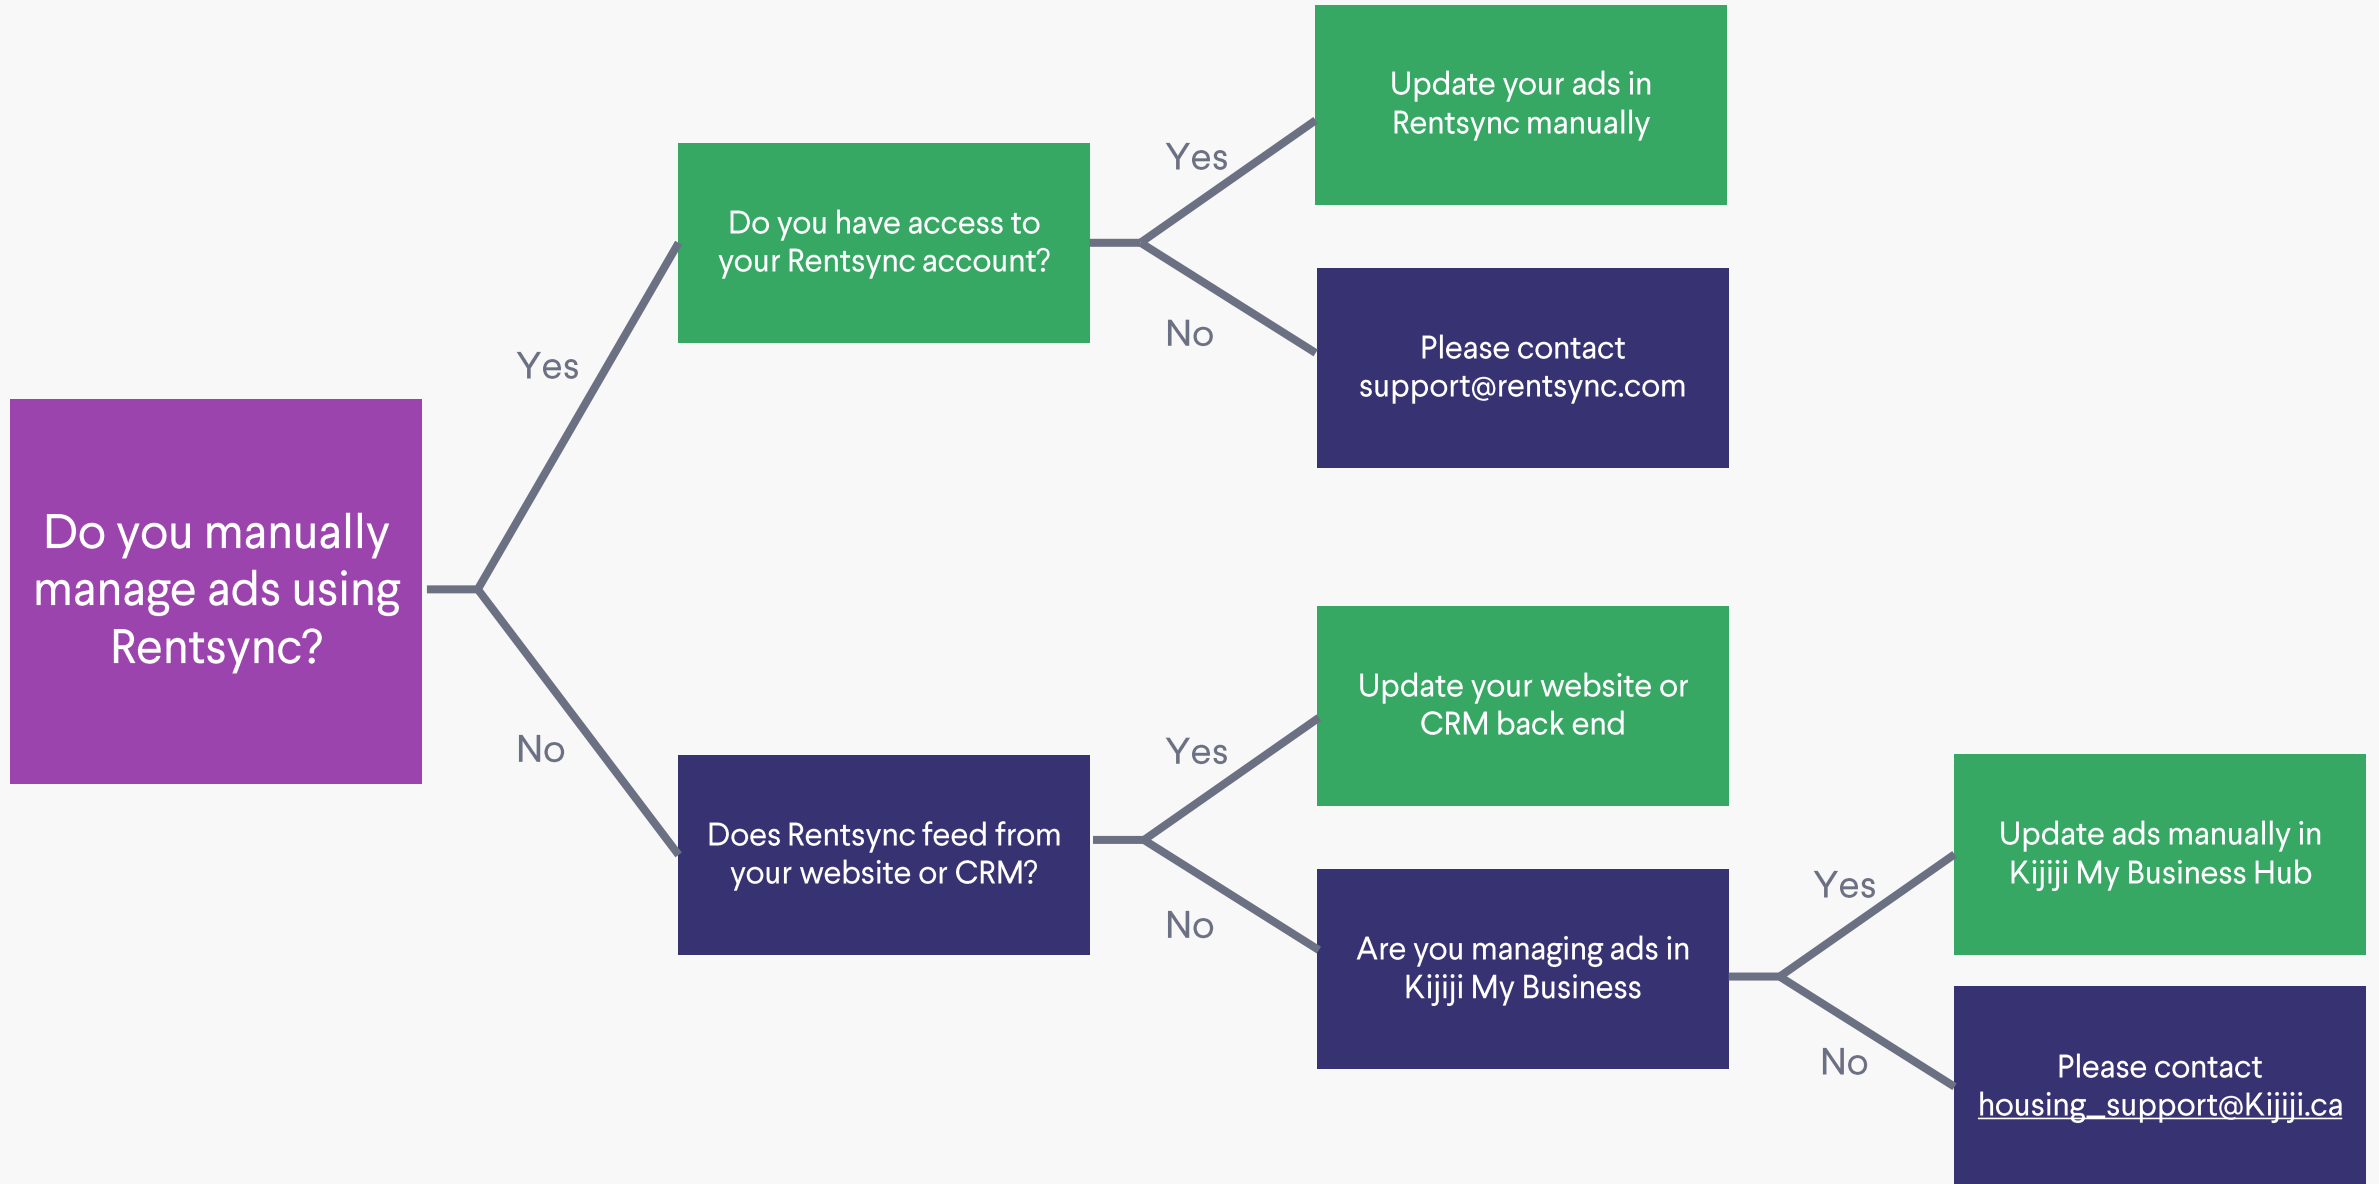 Do you manually
manage ads using
Rentsync?
Yes
No
Do you have access to
your Rentsync account?
Yes
No
Update your ads in
Rentsync manually
Please contact
support@rentsync.com
Does Rentsync feed from
your website or CRM?
Yes
No
Update your website or
CRM back end
Are you managing ads in
Kijiji My Business
Yes
No
Update ads manually in
Kijiji My Business Hub
Please contact
housing_support@Kijiji.ca